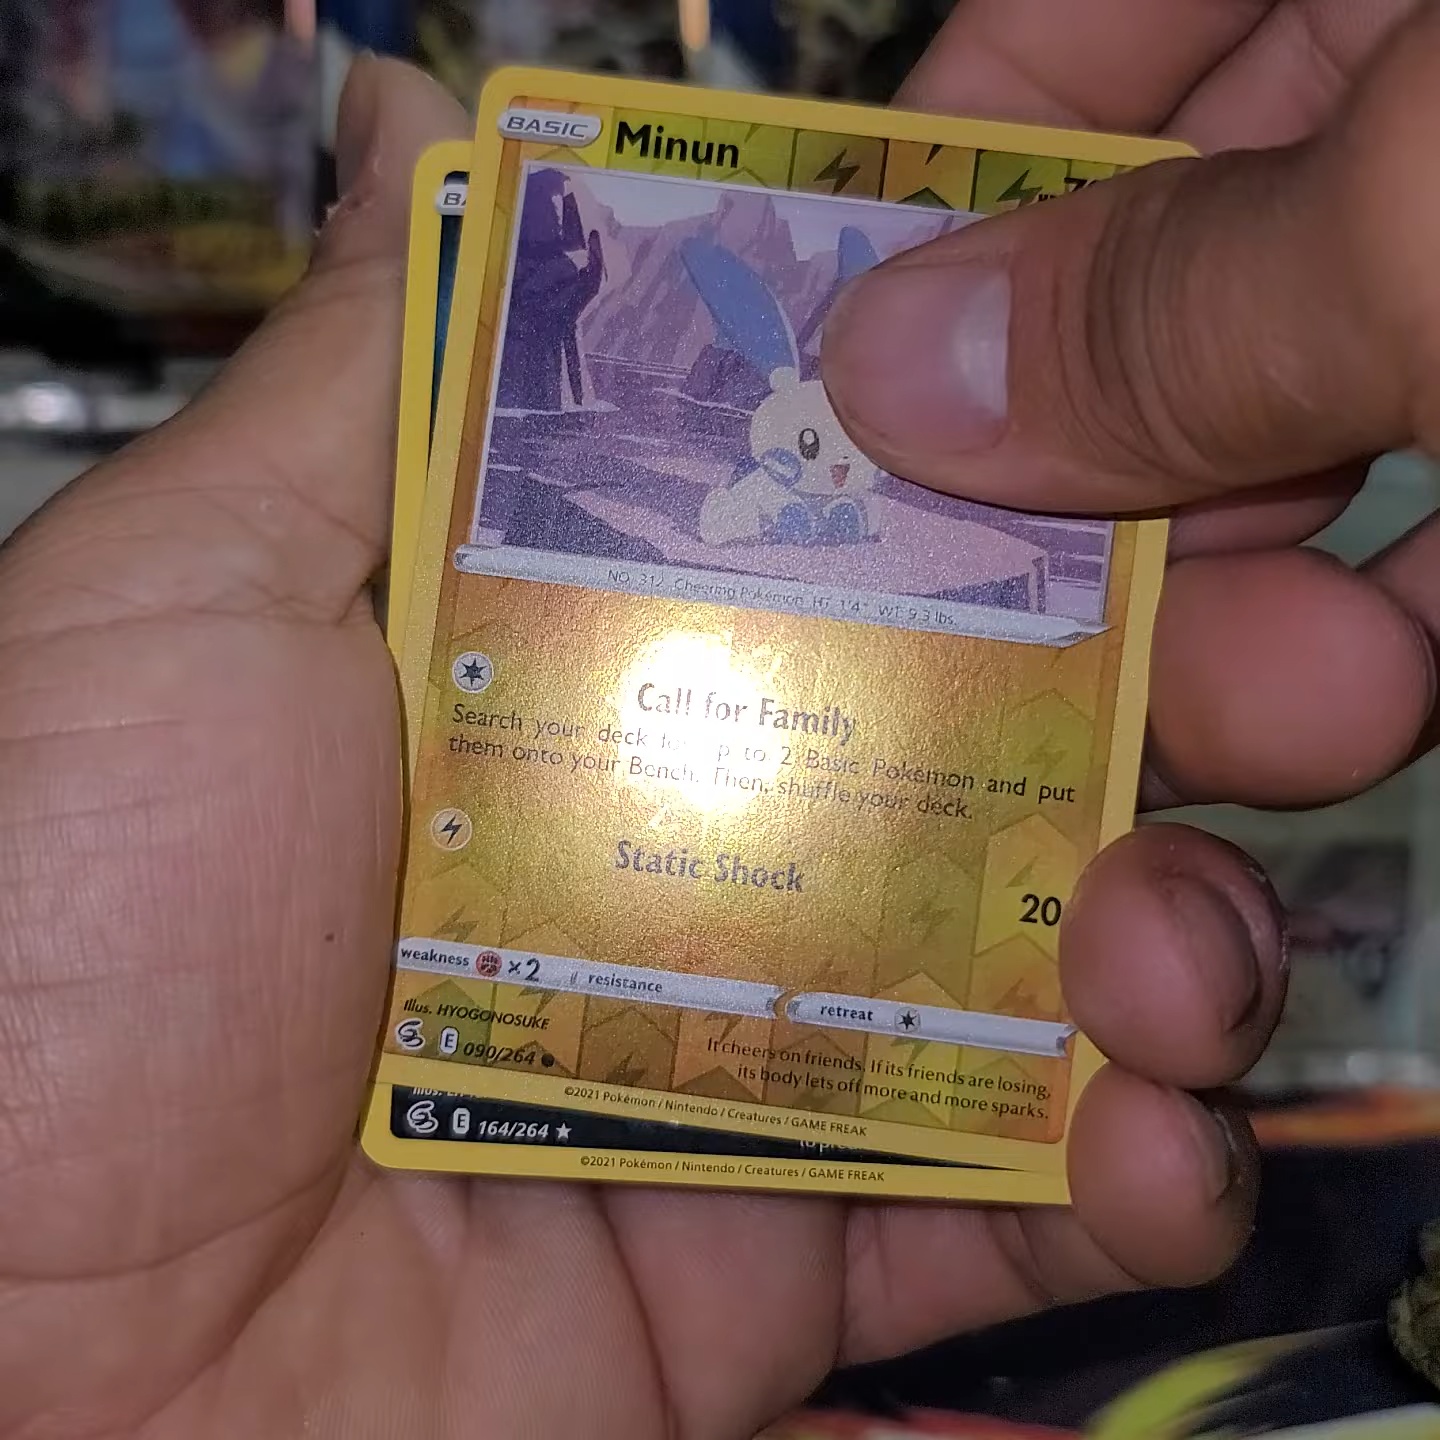 BASIC Minun
NO. 312 Cheering Pokémon HT: 1'4" WT: 9.3 lbs.
Call for Family
Search your deck for up to 2 Basic Pokémon and put
them onto your Bench. Then, shuffle your deck.
Static Shock
20
weakness ×2 resistance
retreat
Illus. HYOGONOSUKE
E 090/264
It cheers on friends. If its friends are losing,
its body lets off more and more sparks.
©2021 Pokémon / Nintendo / Creatures / GAME FREAK
E 164/264
©2021 Pokémon / Nintendo / Creatures / GAME FREAK